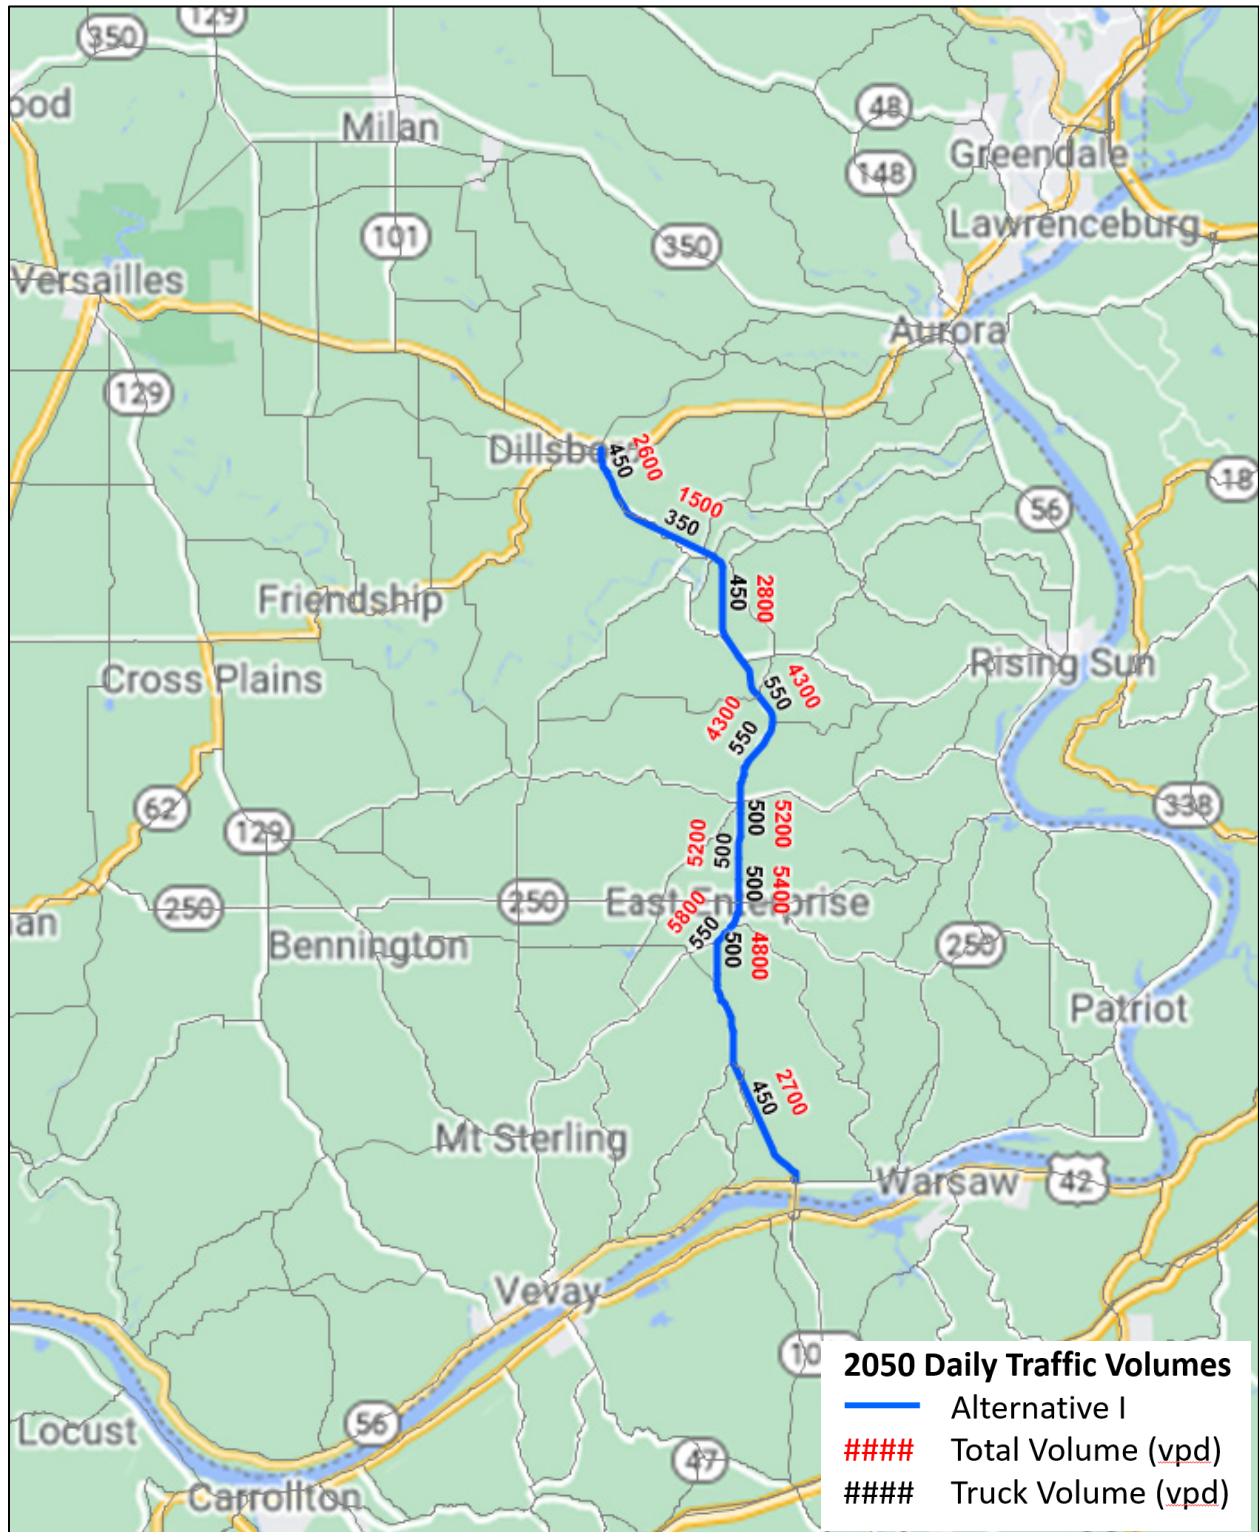 350
129
ood
Milan
48
Greendale
148
Lawrenceburg
101
350
Versailles
Aurora
129
Dillsboro
450
2600
18
1500
350
56
450
2800
Friendship
Rising Sun
Cross Plains
550
4300
4300
550
62
338
129
500
5200
5200
500
500
5400
250
250
East Enterprise
an
Bennington
5800
550
500
4800
250
Patriot
450
2700
Mt Sterling
Warsaw
42
Vevay
10
2050 Daily Traffic Volumes
Alternative I
#### Total Volume (vpd)
#### Truck Volume (vpd)
56
Locust
47
Carrollton